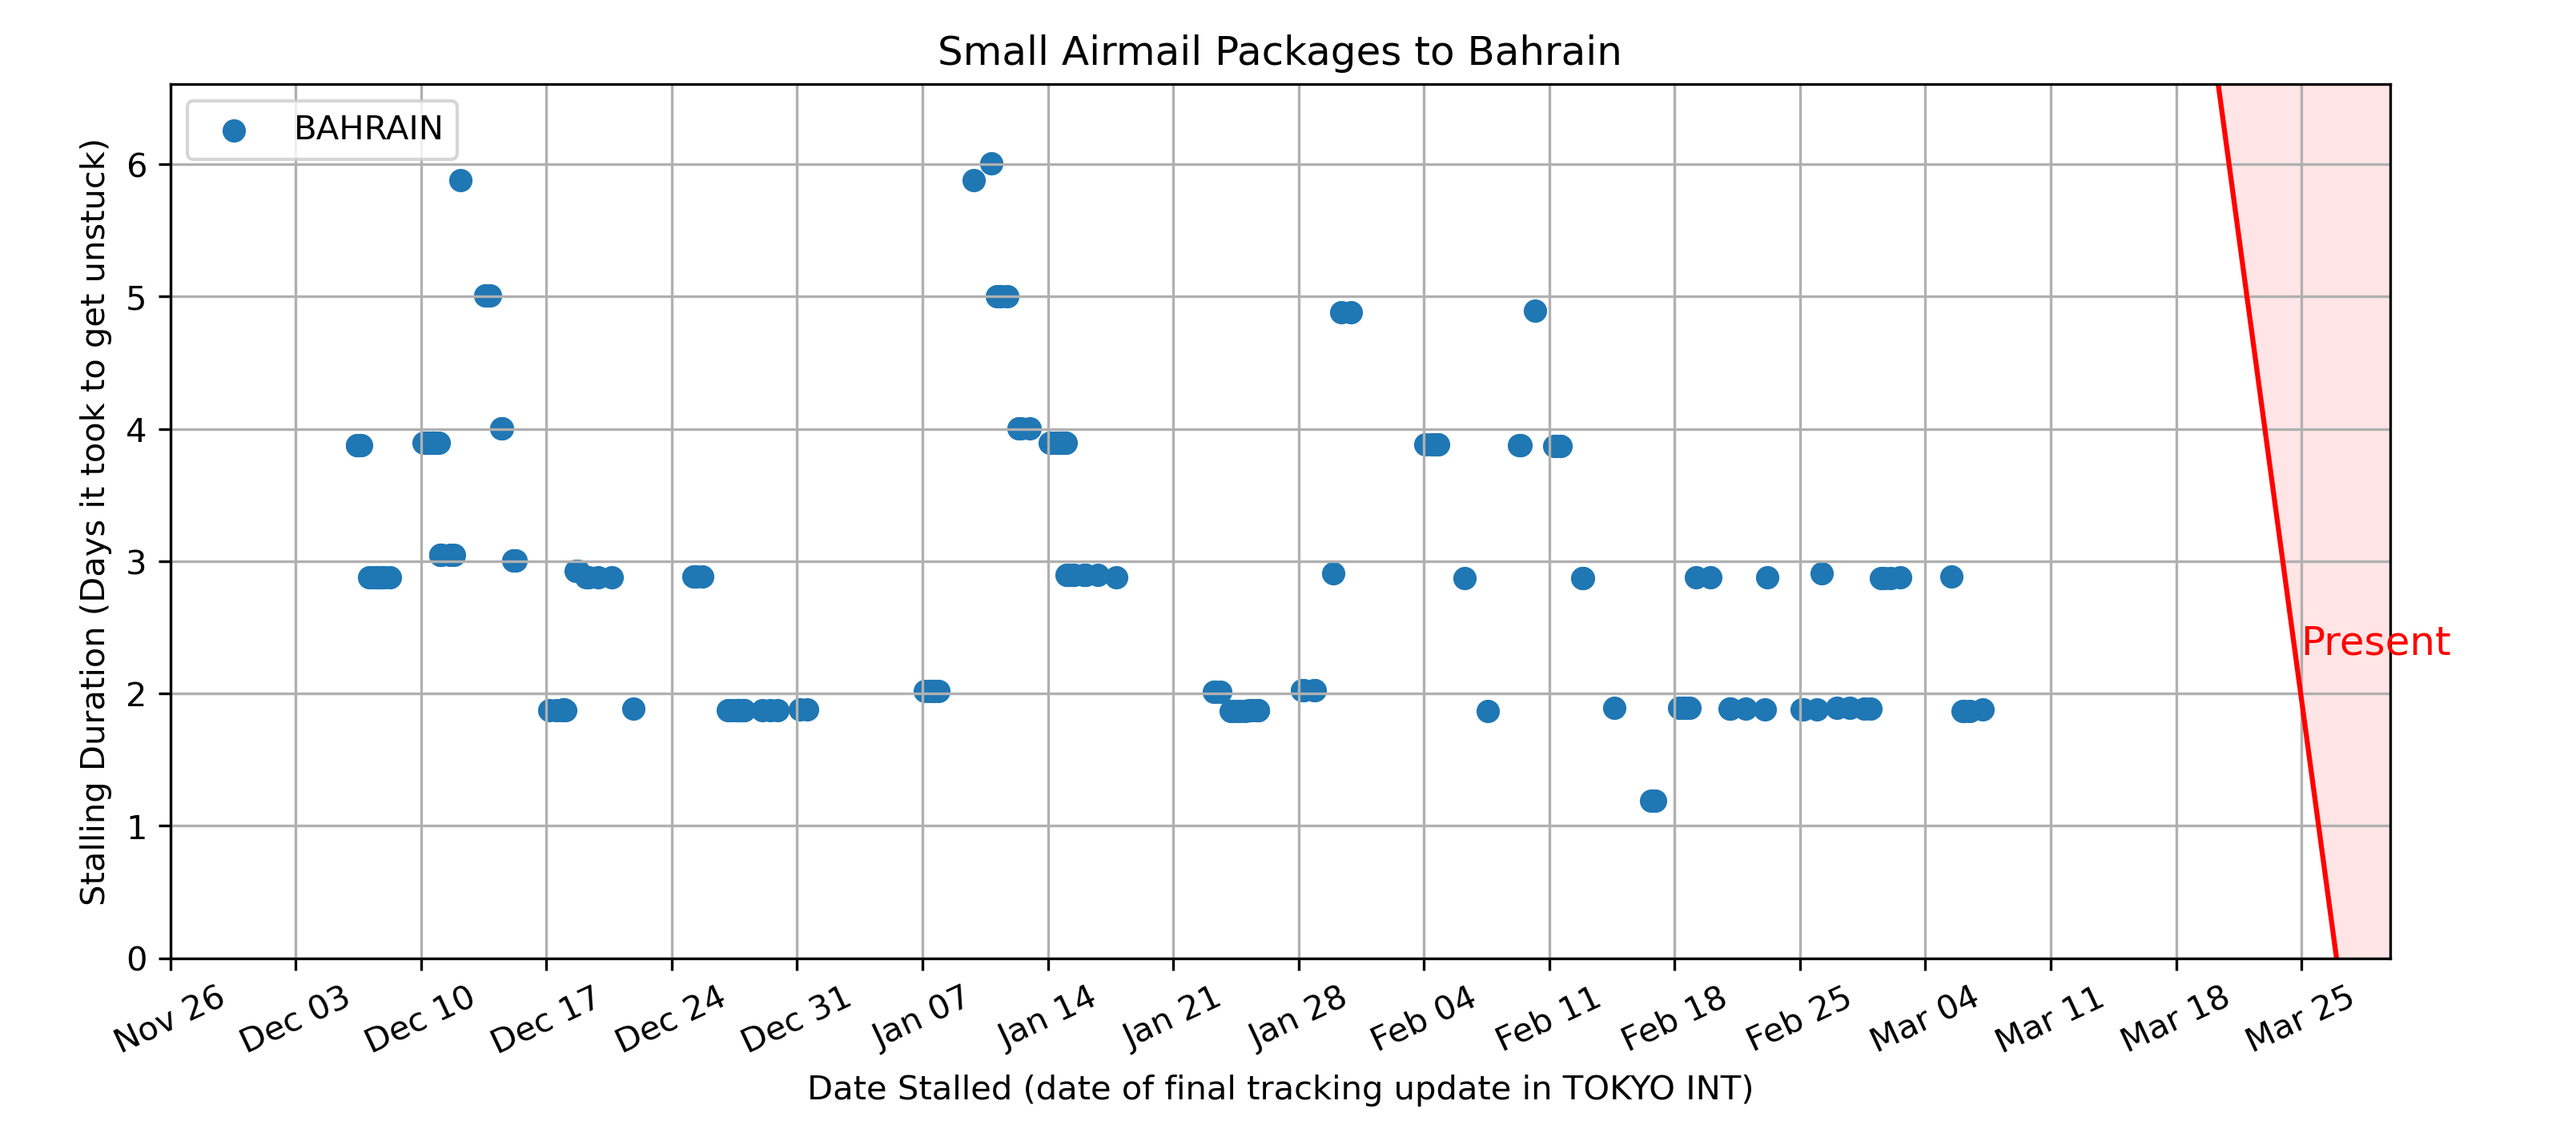 Small Airmail Packages to Bahrain
BAHRAIN
Stalling Duration (Days it took to get unstuck)
6
5
4
3
2
1
0
Present
Nov 26
Dec 03
Dec 10
Dec 17
Dec 24
Dec 31
Jan 07
Jan 14
Jan 21
Jan 28
Feb 04
Feb 11
Feb 18
Feb 25
Mar 04
Mar 11
Mar 18
Mar 25
Date Stalled (date of final tracking update in TOKYO INT)